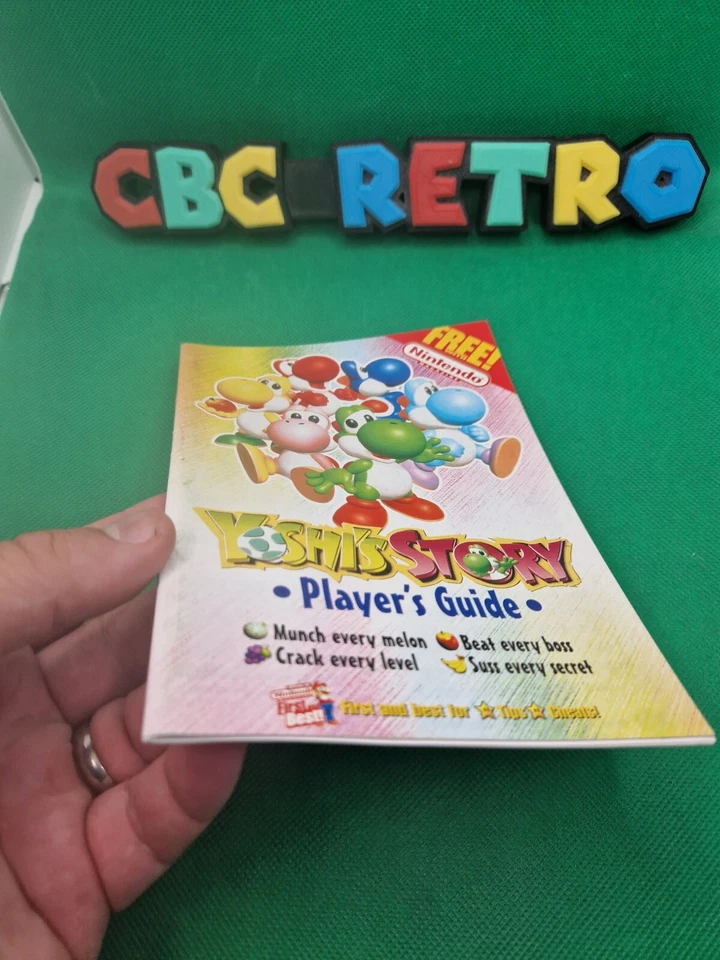 CBC RETRO
FREE!
Nintendo
YOSHI'S STORY
• Player's Guide •
Munch every melon Beat every boss
Crack every level Suss every secret
First and Best!
First and best for Tips Cheats!